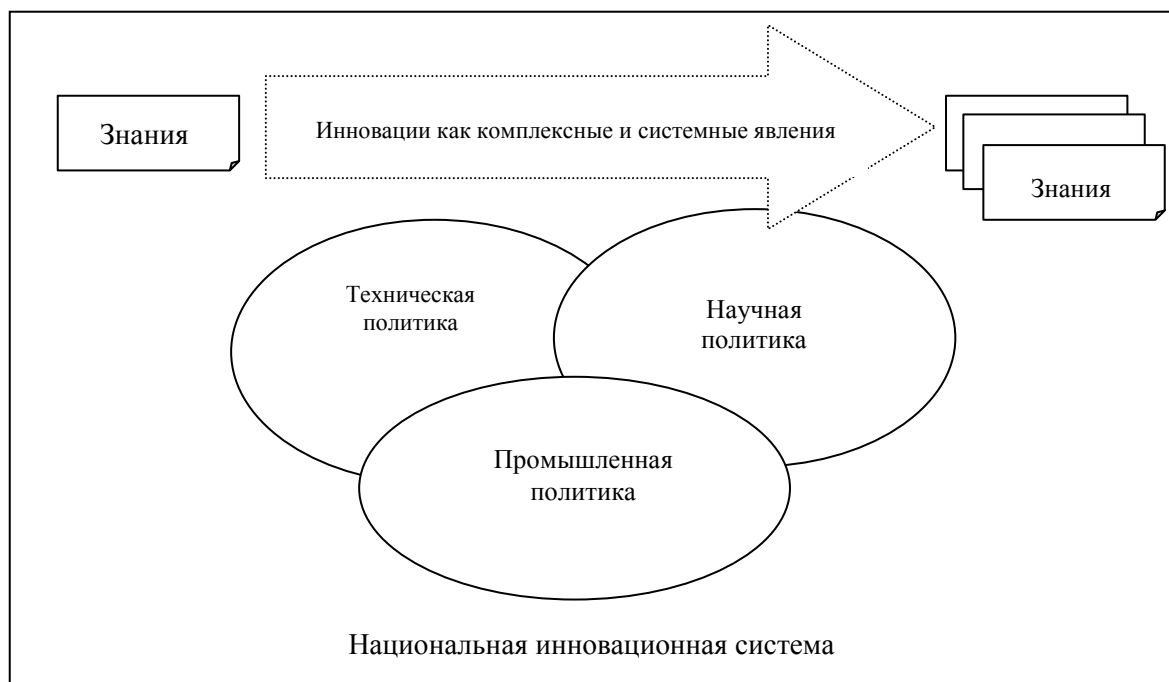 Знания
Инновации как комплексные и системные явления
Знания
Техническая
политика
Научная
политика
Промышленная
политика
Национальная инновационная система